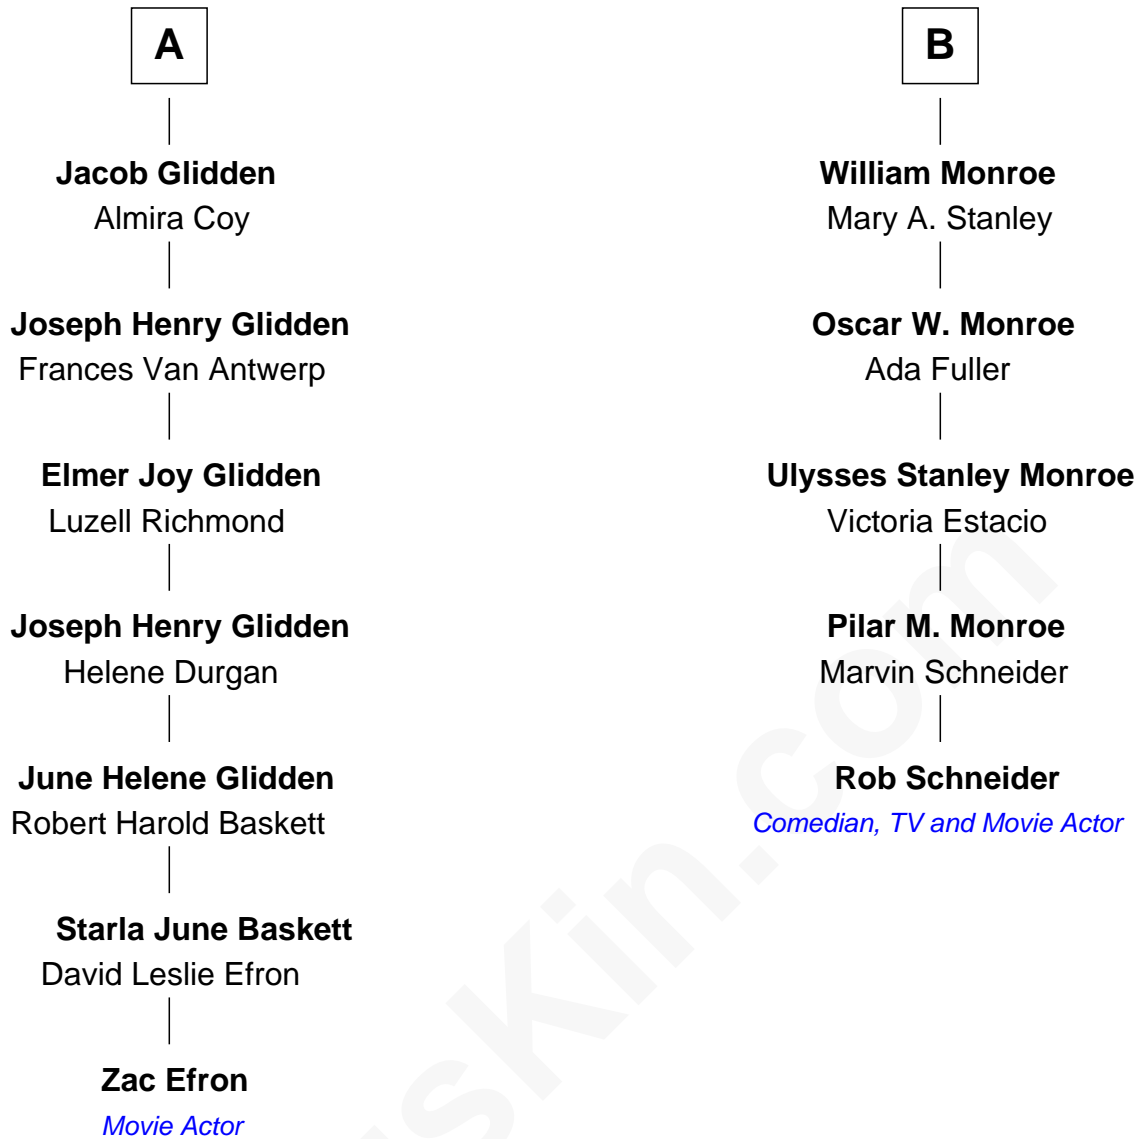 A
Jacob Glidden
Almira Coy
Joseph Henry Glidden
Frances Van Antwerp
Elmer Joy Glidden
Luzell Richmond
Joseph Henry Glidden
Helene Durgan
June Helene Glidden
Robert Harold Baskett
Starla June Baskett
David Leslie Efron
Zac Efron
Movie Actor
B
William Monroe
Mary A. Stanley
Oscar W. Monroe
Ada Fuller
Ulysses Stanley Monroe
Victoria Estacio
Pilar M. Monroe
Marvin Schneider
Rob Schneider
Comedian, TV and Movie Actor
usKin.com